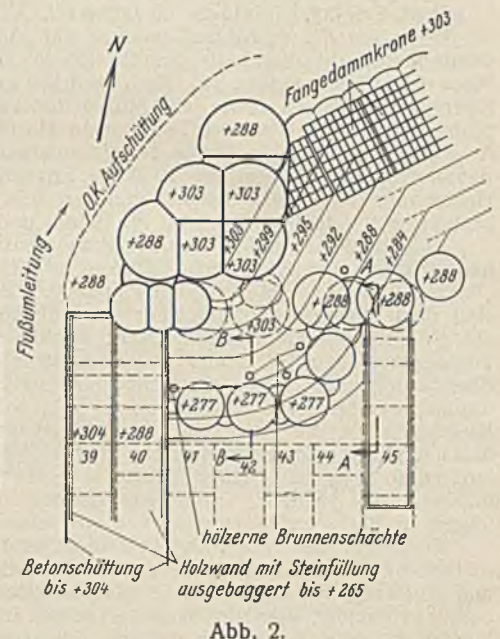 N
Fangedammkrone +303
O.K. Aufschüttung
Flußumleitung
+288
+303
+303
+288
+303
+303
+303
+299
+295
+292
+288
+284
+288
+288
+303
+288
+288
A
B
+277
+277
+277
+304
+288
39
40
41
B
42
43
44
A
45
hölzerne Brunnenschächte
Betonschüttung
bis +304
Holzwand mit Steinfüllung
ausgebaggert bis +265
Abb. 2.